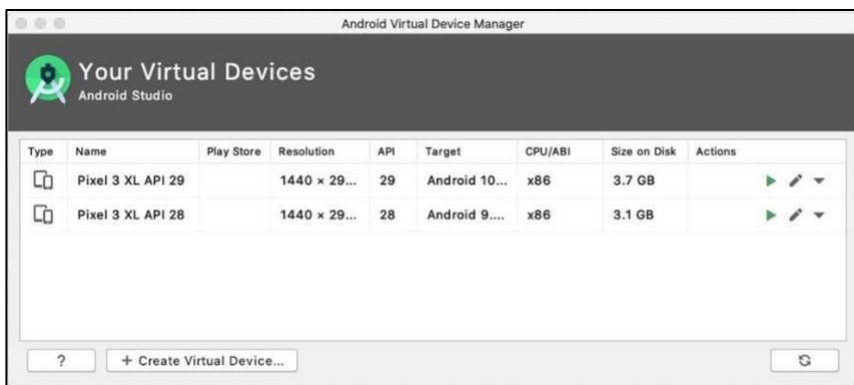 Android Virtual Device Manager
Your Virtual Devices
Android Studio
Type Name Play Store Resolution API Target CPU/ABI Size on Disk Actions
Pixel 3 XL API 29 1440 × 29... 29 Android 10... x86 3.7 GB
Pixel 3 XL API 28 1440 × 29... 28 Android 9.... x86 3.1 GB
? + Create Virtual Device...